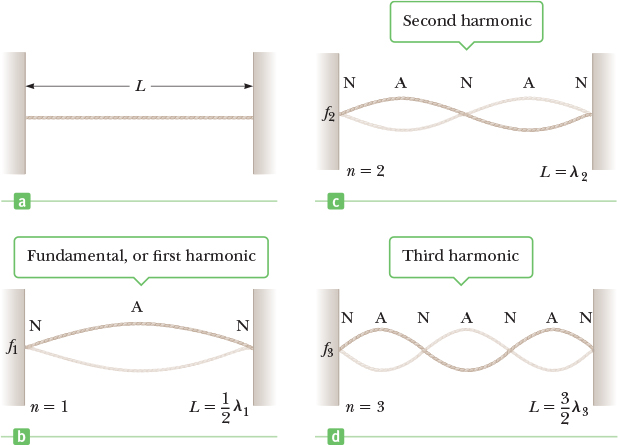 L
a
Fundamental, or first harmonic
A
N N
f₁
n = 1 L = 1/2 λ₁
b
Second harmonic
N A N A N
f₂
n = 2 L = λ₂
c
Third harmonic
N A N A N A N
f₃
n = 3 L = 3/2 λ₃
d